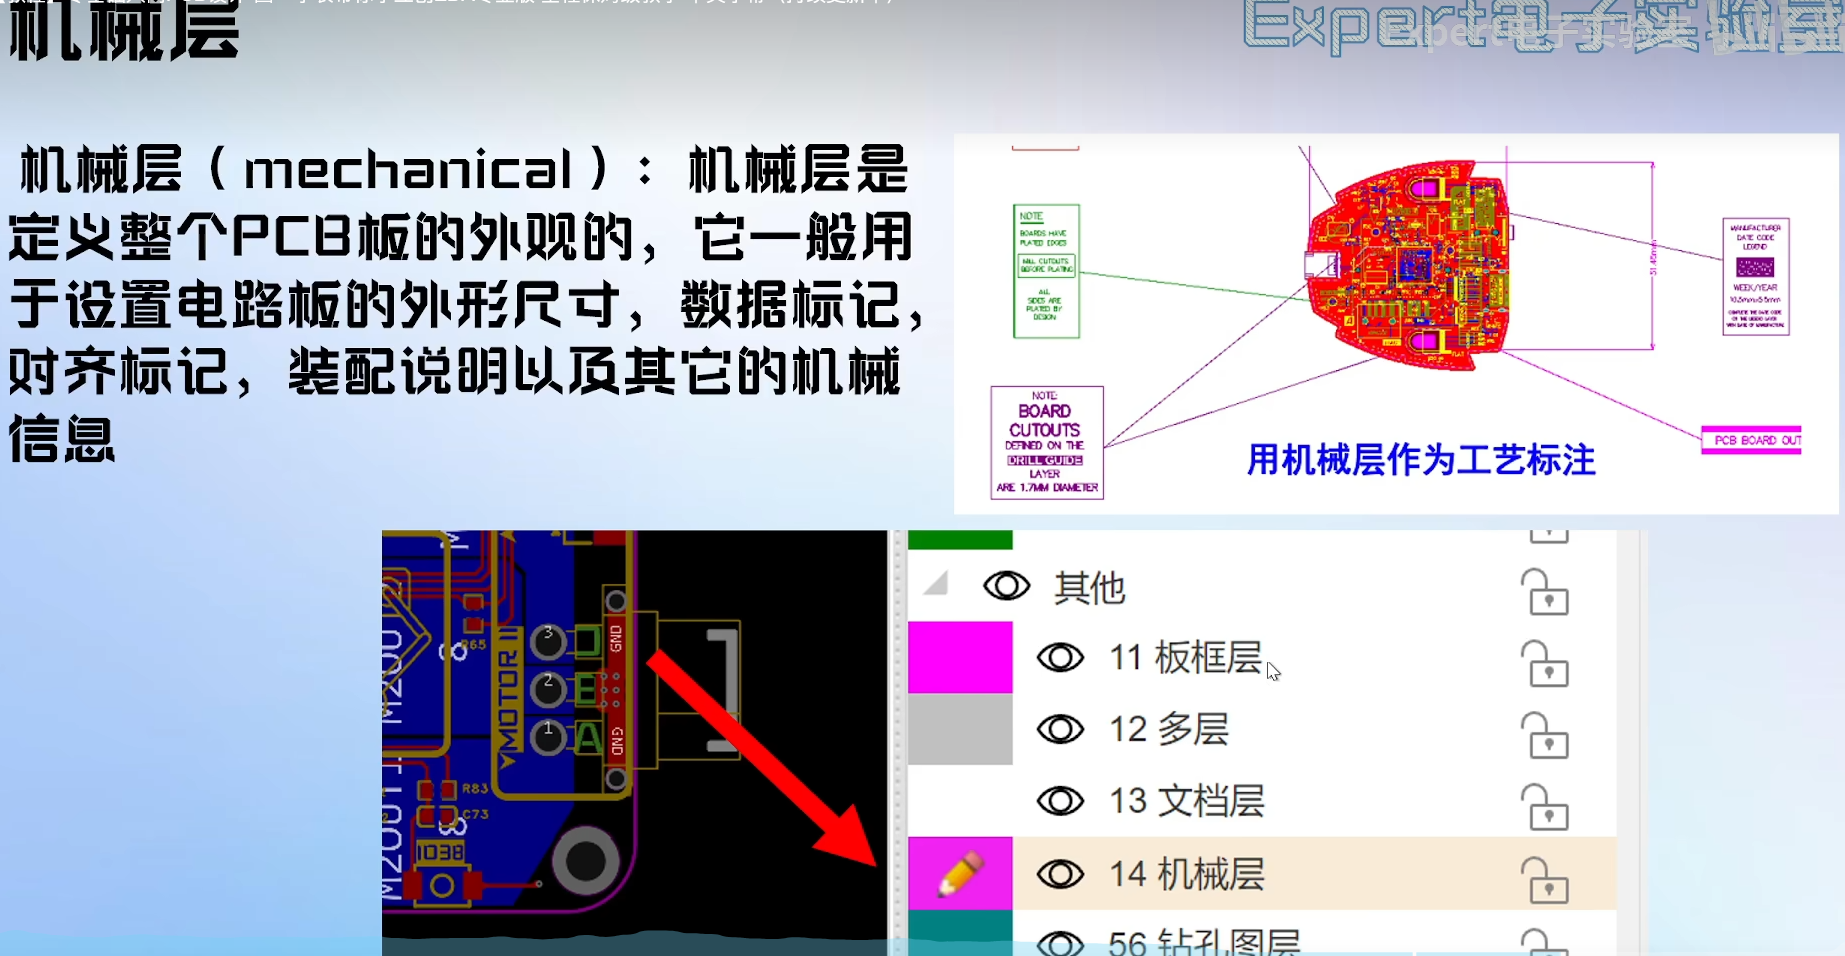 机械层
Expert电子实验室
机械层（mechanical）：机械层是
定义整个PCB板的外观的，它一般用
于设置电路板的外形尺寸，数据标记，
对齐标记，装配说明以及其它的机械
信息
NOTE
BOARDS HAVE
PLATED EDGES
MILL CUTOUTS
BEFORE PLATING
ALL
SIDES ARE
PLATED BY
DESIGN
NOTE:
BOARD
CUTOUTS
DEFINED ON THE
DRILL GUIDE
LAYER
ARE 1.7MM DIAMETER
MANUFACTURER
DATE CODE
LEGEND
WEEK/YEAR
PCB BOARD OUT
用机械层作为工艺标注
R65
8
MOTOR
3
2
1
GND
GND
E
A
R83
C73
其他
11 板框层
12 多层
13 文档层
14 机械层
56 钻孔图层